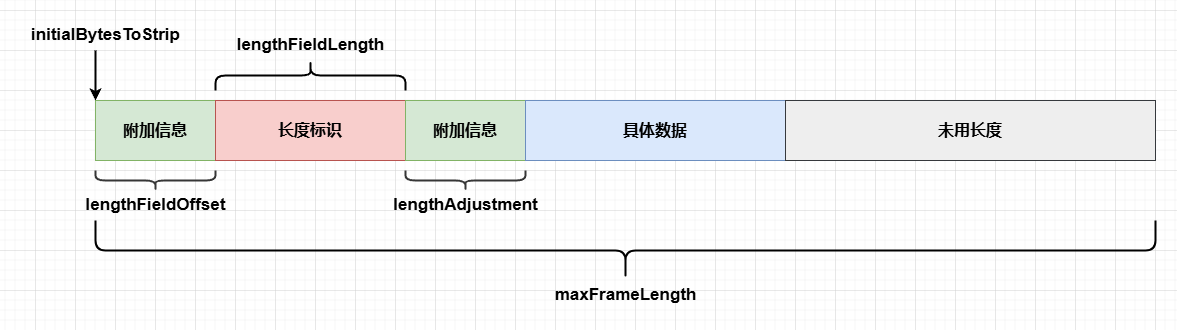 initialBytesToStrip
lengthFieldLength
附加信息
长度标识
附加信息
具体数据
未用长度
lengthFieldOffset
lengthAdjustment
maxFrameLength